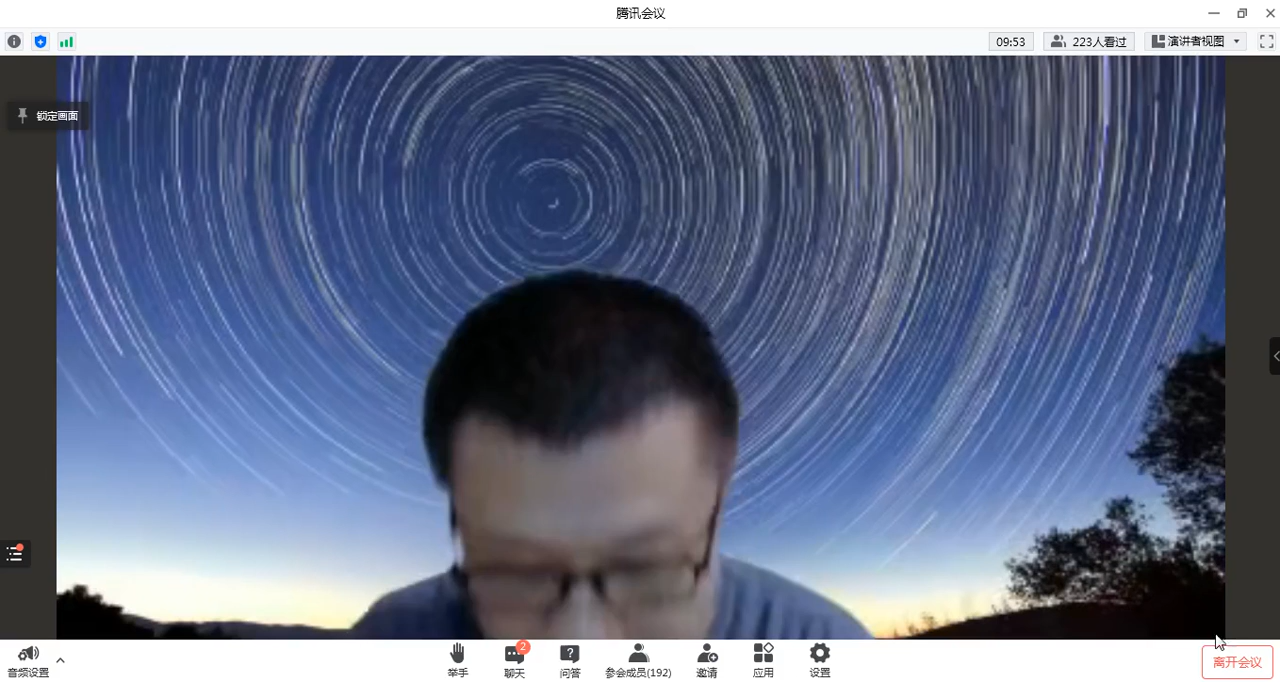 腾讯会议
09:53
223人看过
演讲者视图
锁定画面
音频设置
举手
2
聊天
问答
参会成员(192)
邀请
应用
设置
离开会议